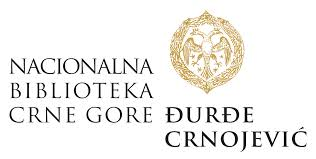 NACIONALNA
BIBLIOTEKA
CRNE GORE
ĐURĐE
CRNOJEVIĆ